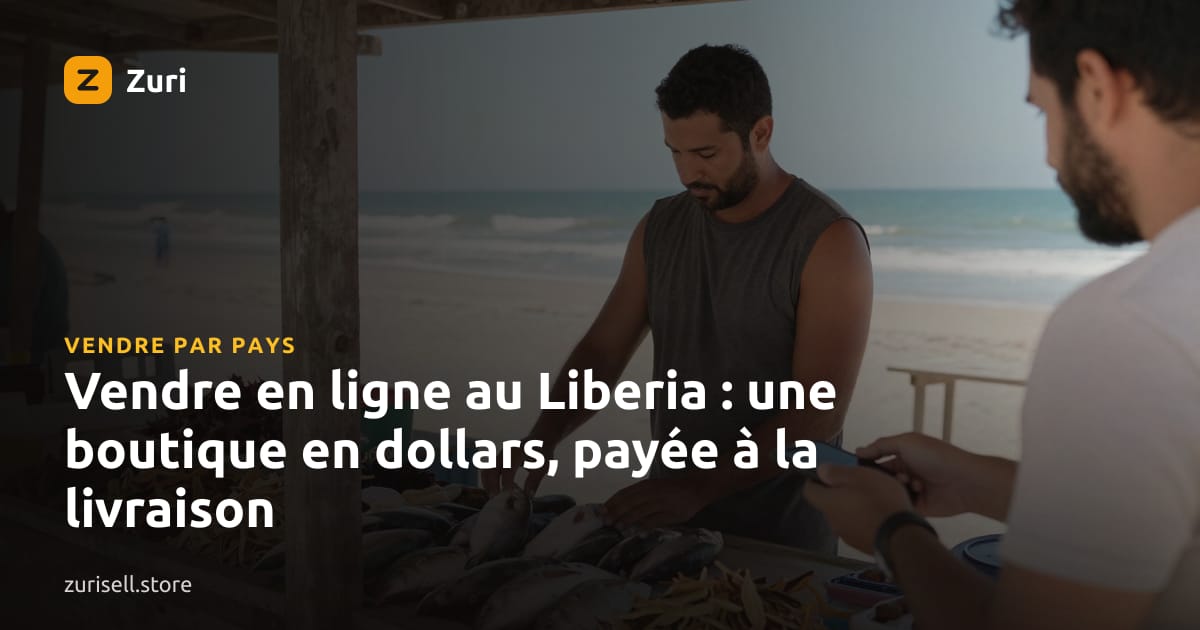 Z Zuri
VENDRE PAR PAYS
Vendre en ligne au Liberia : une
boutique en dollars, payée à la
livraison
zurisell.store